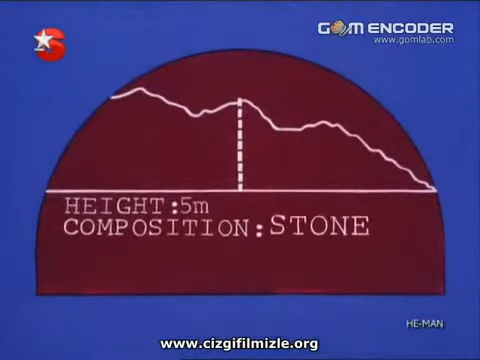 S
GOM ENCODER
www.gomlab.com
HEIGHT:5m
COMPOSITION:STONE
HE-MAN
www.cizgifilmizle.org